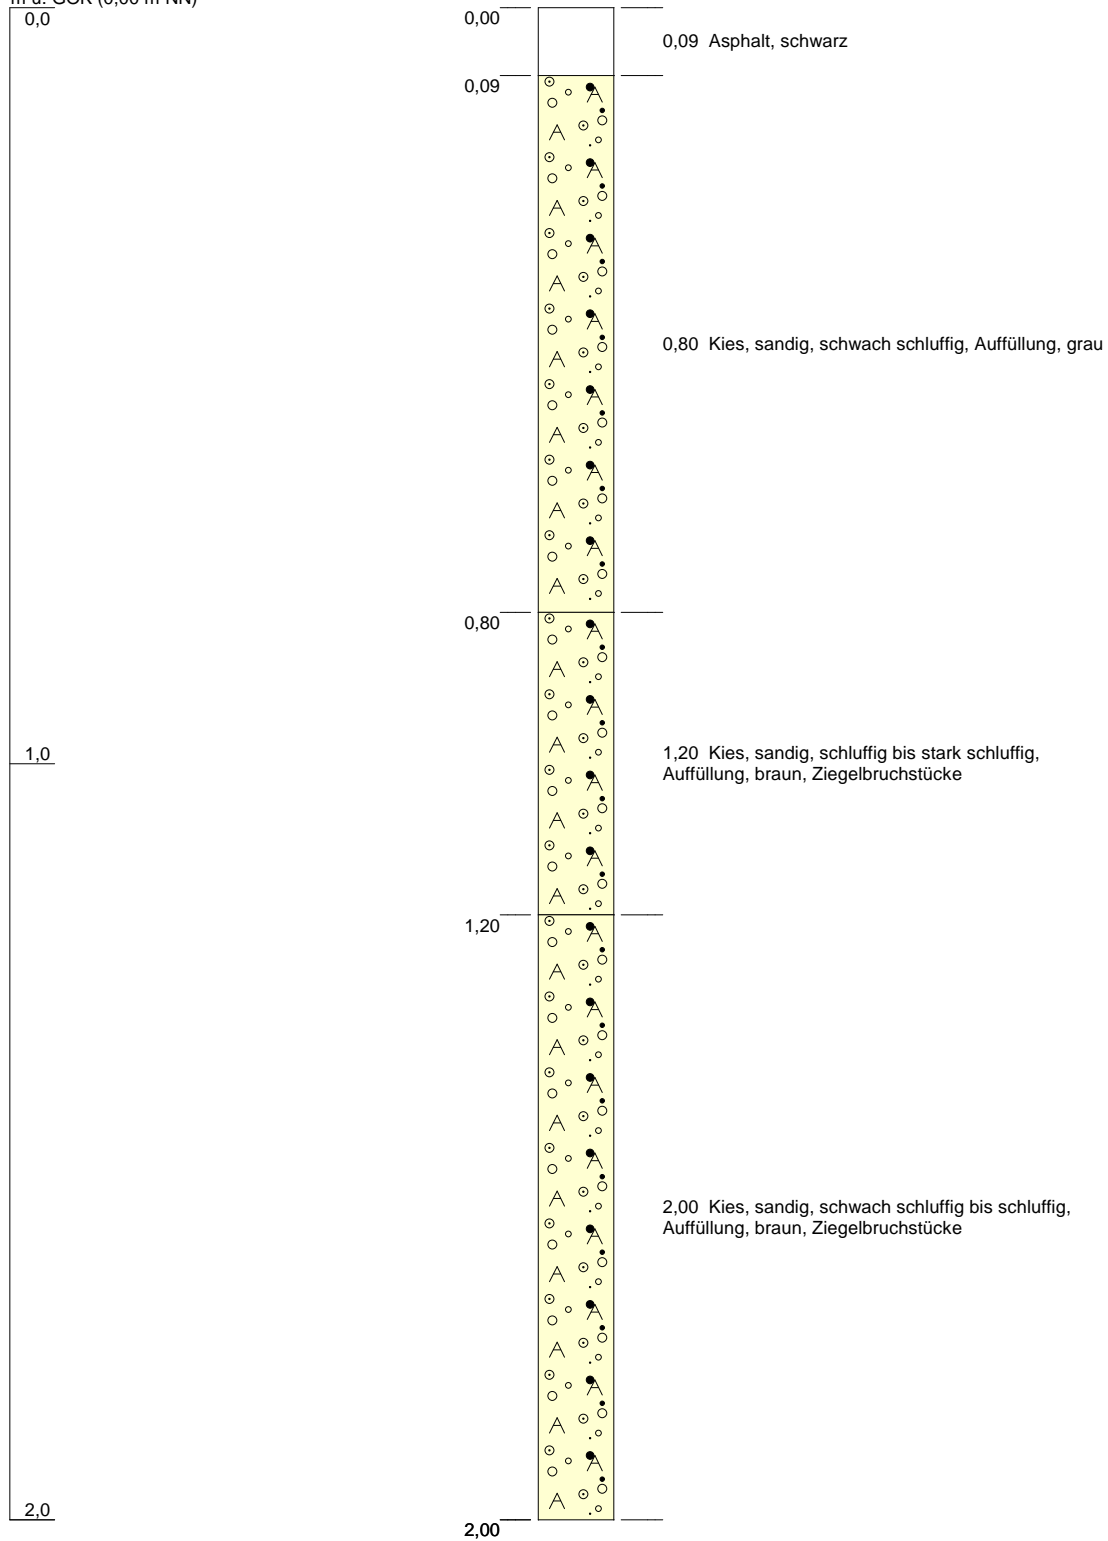 m u. GOK (0,00 m NN)
0,0
0,00
0,09 Asphalt, schwarz
0,09
0,80 Kies, sandig, schwach schluffig, Auffüllung, grau
0,80
1,0
1,20 Kies, sandig, schluffig bis stark schluffig,
Auffüllung, braun, Ziegelbruchstücke
1,20
2,00 Kies, sandig, schwach schluffig bis schluffig,
Auffüllung, braun, Ziegelbruchstücke
2,0
2,00